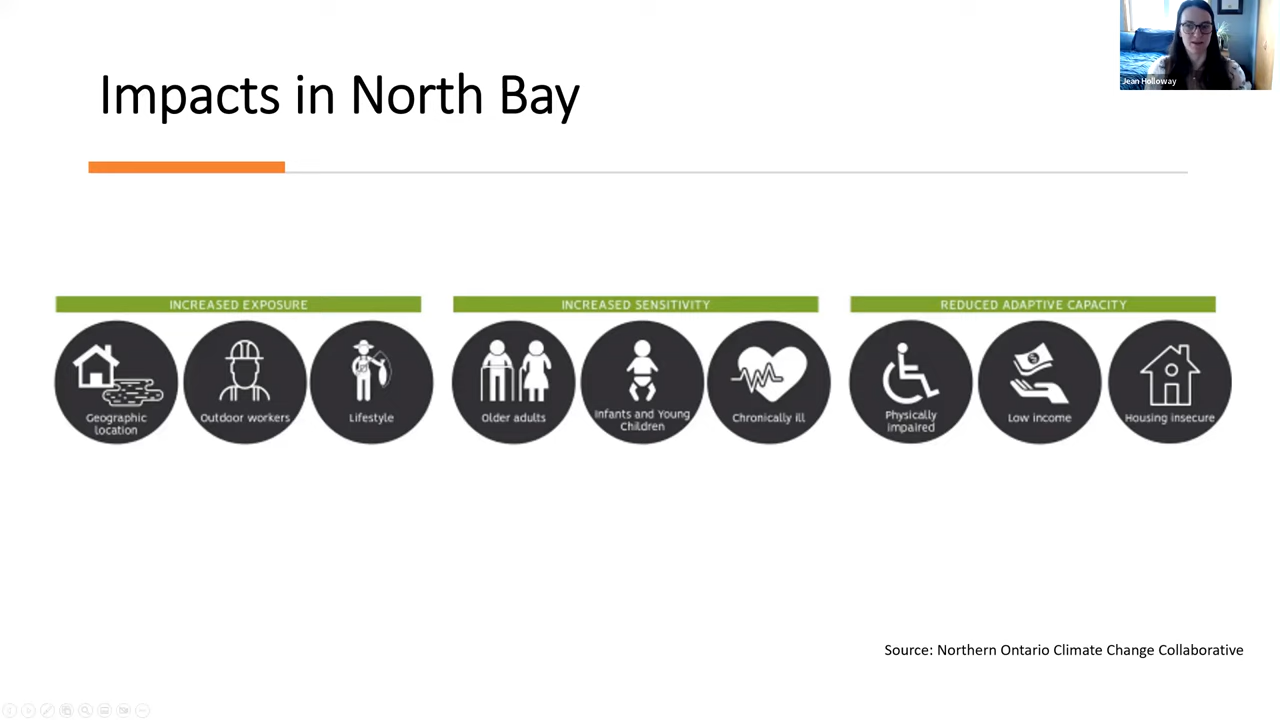 Jean Holloway
Impacts in North Bay
INCREASED EXPOSURE
Geographic
location
Outdoor workers
Lifestyle
INCREASED SENSITIVITY
Older adults
Infants and Young
Children
Chronically ill
REDUCED ADAPTIVE CAPACITY
Physically
impaired
Low income
Housing insecure
Source: Northern Ontario Climate Change Collaborative